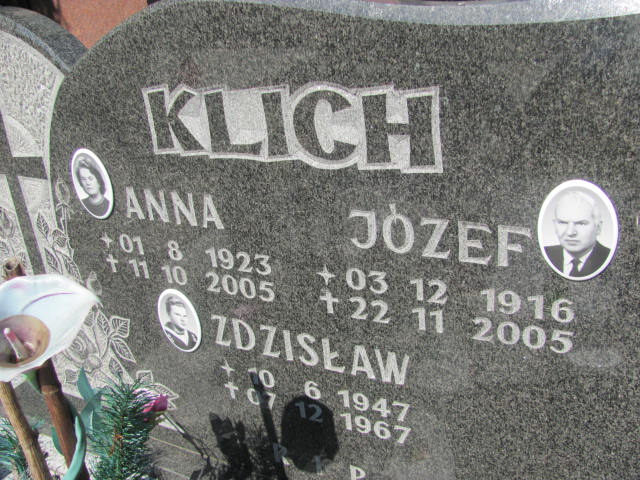 KLICH
ANNA
01 8 1923
11 10 2005
JÓZEF
03 12 1916
22 11 2005
ZDZISŁAW
10 6 1947
07 12 1967